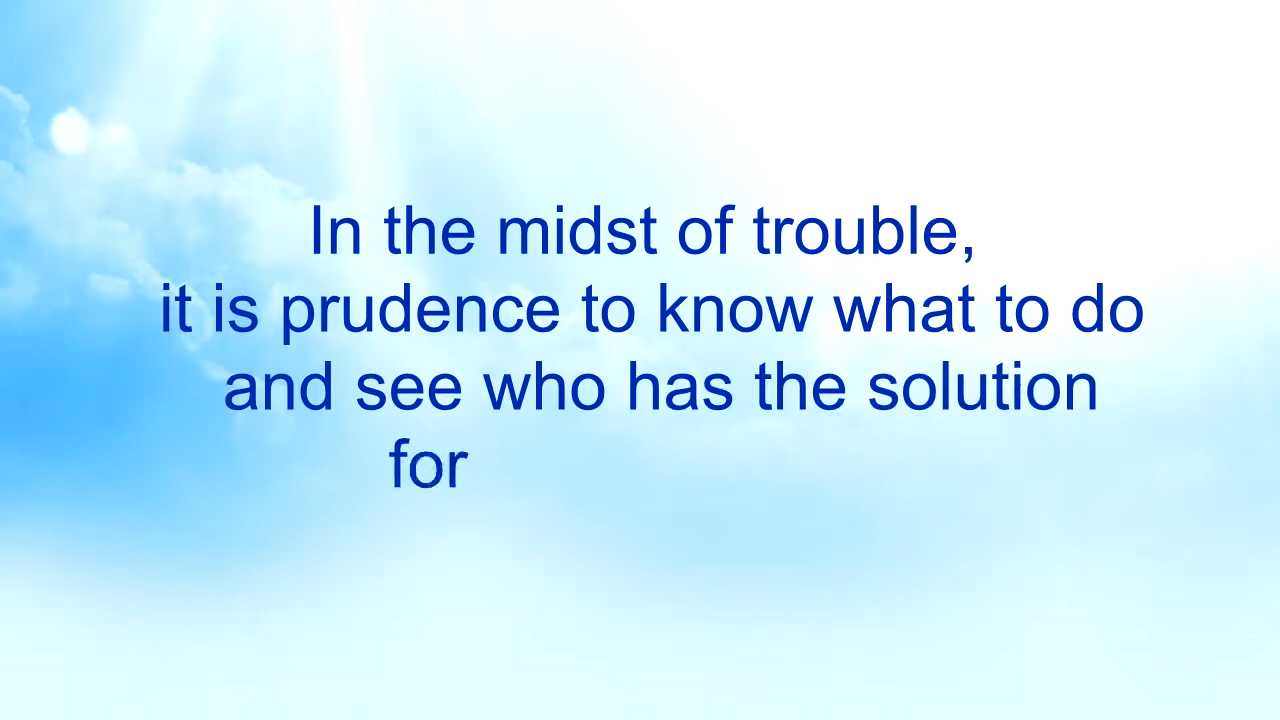 In the midst of trouble,
it is prudence to know what to do
and see who has the solution
for